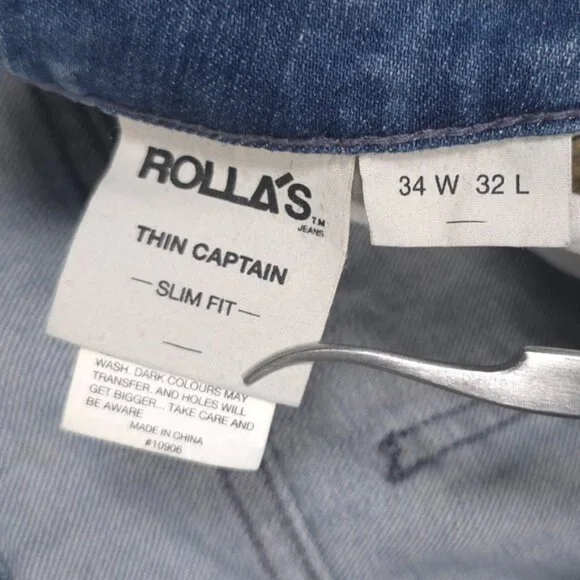 ROLLA'S
T.M
JEANS
THIN CAPTAIN
— SLIM FIT —
34 W 32 L
WASH. DARK COLOURS MAY
TRANSFER, AND HOLES WILL
GET BIGGER... TAKE CARE AND
BE AWARE
MADE IN CHINA
#10906